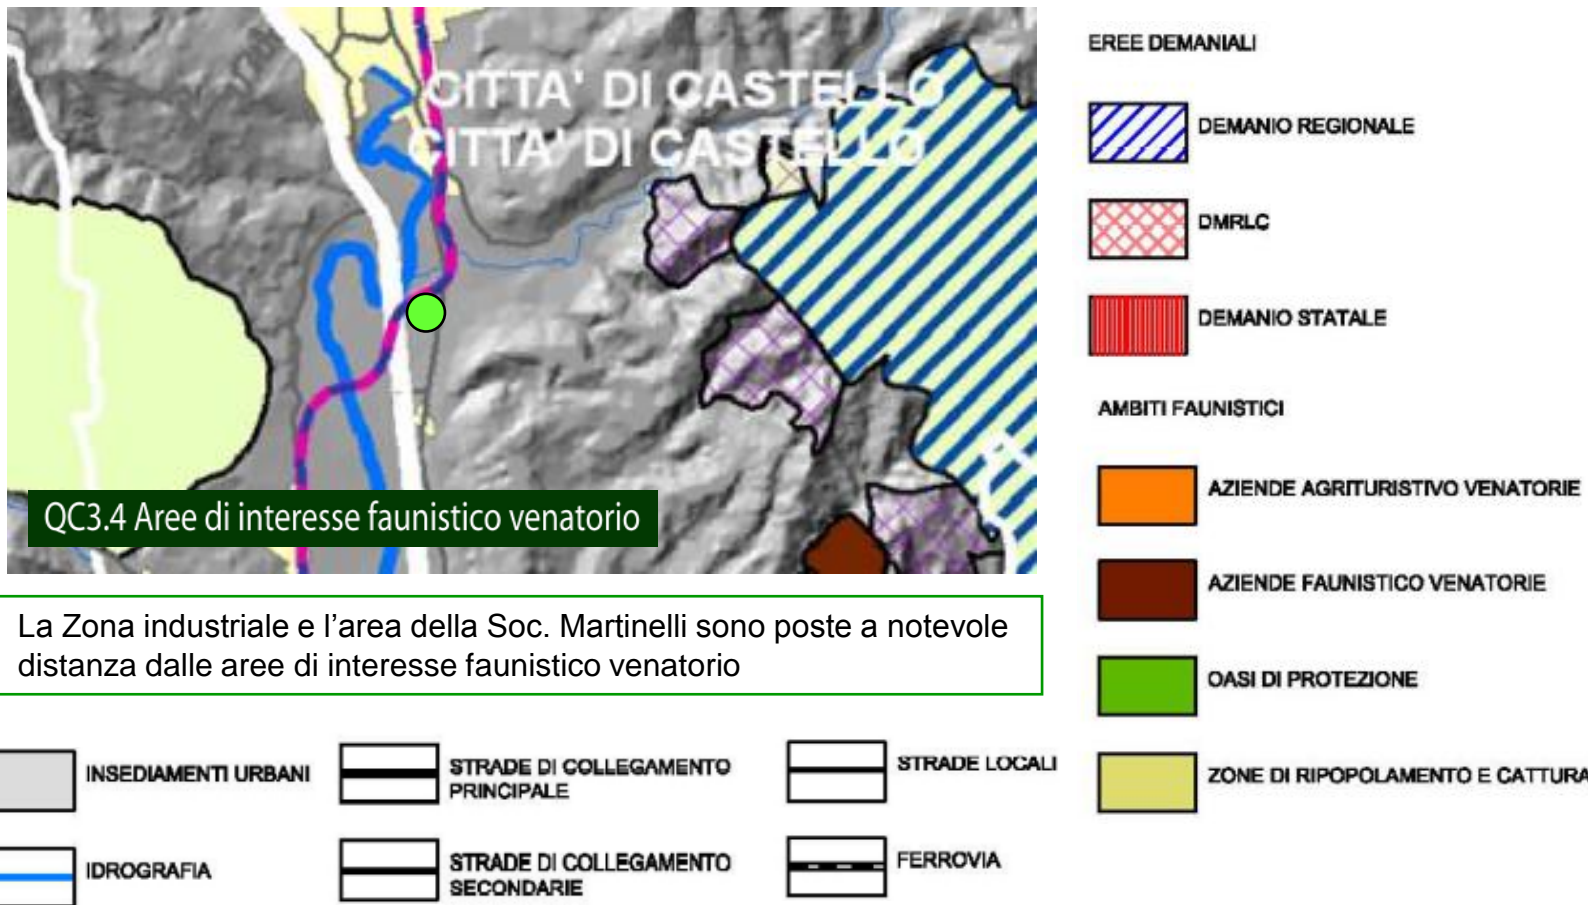 CITTA' DI CASTELLO
CITTA' DI CASTELLO
QC3.4 Aree di interesse faunistico venatorio
La Zona industriale e l’area della Soc. Martinelli sono poste a notevole
distanza dalle aree di interesse faunistico venatorio
INSEDIAMENTI URBANI
IDROGRAFIA
STRADE DI COLLEGAMENTO
PRINCIPALE
STRADE DI COLLEGAMENTO
SECONDARIE
STRADE LOCALI
FERROVIA
EREE DEMANIALI
DEMANIO REGIONALE
DMRLC
DEMANIO STATALE
AMBITI FAUNISTICI
AZIENDE AGRITURISTIVO VENATORIE
AZIENDE FAUNISTICO VENATORIE
OASI DI PROTEZIONE
ZONE DI RIPOPOLAMENTO E CATTURA